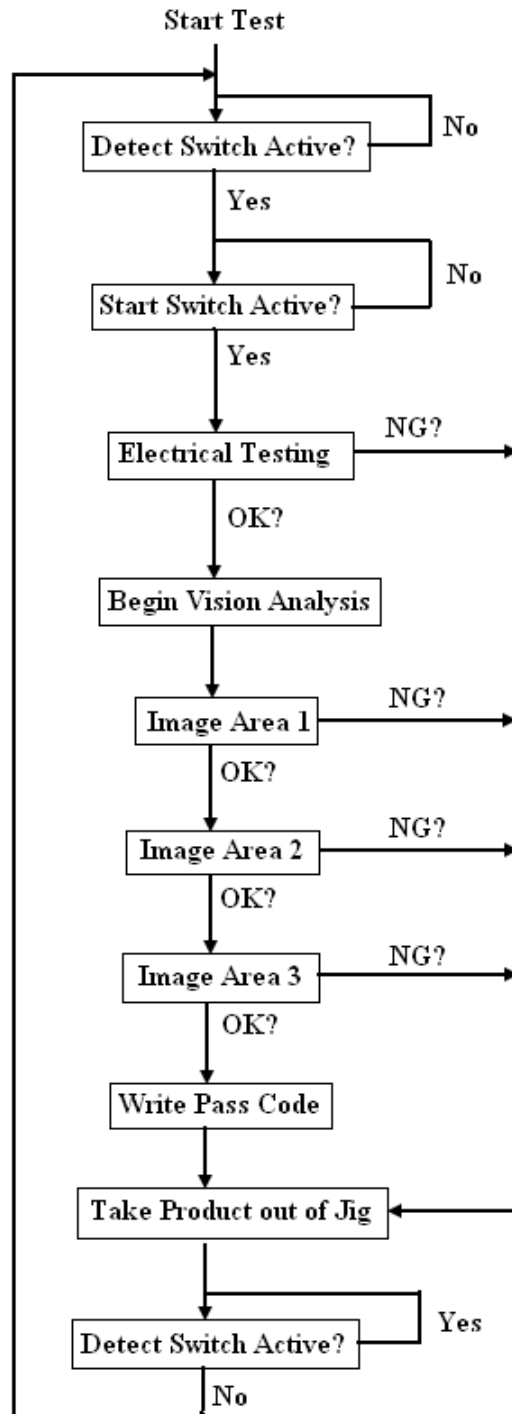 Start Test
No
Detect Switch Active?
Yes
No
Start Switch Active?
Yes
NG?
Electrical Testing
OK?
Begin Vision Analysis
NG?
Image Area 1
OK?
NG?
Image Area 2
OK?
NG?
Image Area 3
OK?
Write Pass Code
Take Product out of Jig
Yes
Detect Switch Active?
No